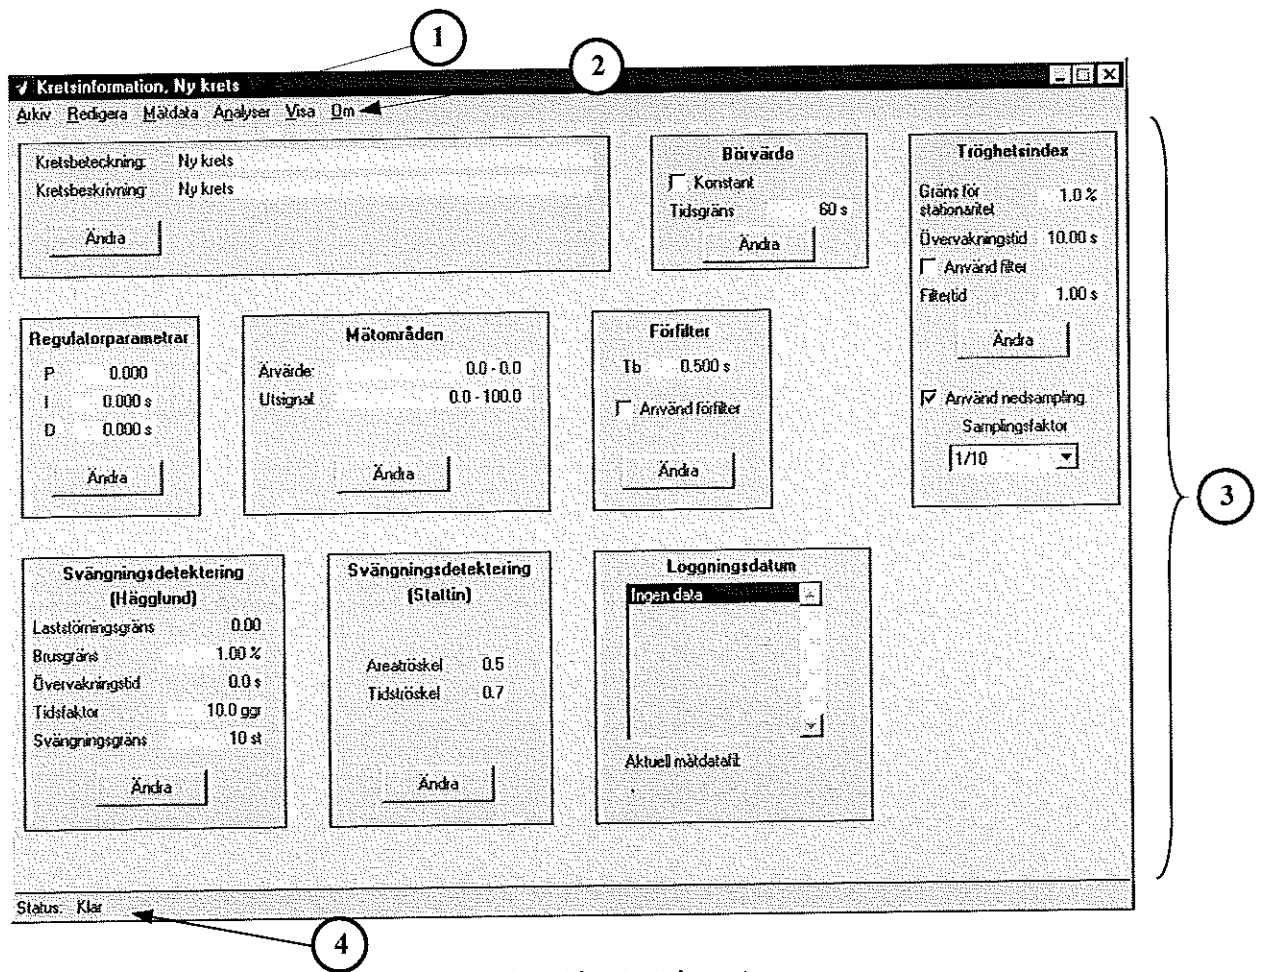 1
2
Kretsinformation, Ny krets
Arkiv Redigera Mätdata Analyser Visa Om
Kretsbeteckning: Ny krets
Kretsbeskrivning: Ny krets
Ändra
Börvärde
Konstant
Tidsgräns 60 s
Ändra
Tröghetsindex
Gräns för
stationaritet 1.0 %
Övervakningstid 10.00 s
Använd filter
Filtertid 1.00 s
Ändra
Använd nedsampling
Samplingsfaktor
1/10
Regulatorparametrar
P 0.000
I 0.000 s
D 0.000 s
Ändra
Mätområden
Ärvärde: 0.0 - 0.0
Utsignal: 0.0 - 100.0
Ändra
Förfilter
Tb 0.500 s
Använd förfilter
Ändra
3
Svängningsdetektering
(Hägglund)
Laststörningsgräns 0.00
Brusgräns 1.00 %
Övervakningstid 0.0 s
Tidsfaktor 10.0 ggr
Svängningsgräns 10 st
Ändra
Svängningsdetektering
(Stattin)
Areatröskel 0.5
Tidströskel 0.7
Ändra
Loggningsdatum
Ingen data
Aktuell mätdatafil:
Status: Klar
4